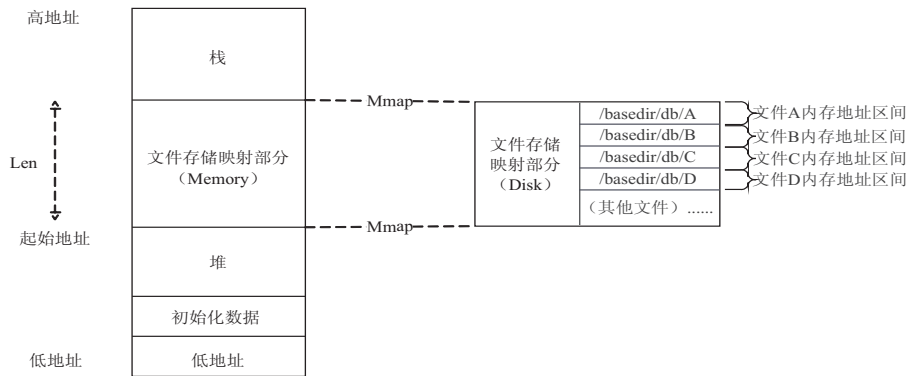 高地址
栈
Len
文件存储映射部分
(Memory)
起始地址
堆
初始化数据
低地址
低地址
Mmap
Mmap
文件存储
映射部分
(Disk)
/basedir/db/A
/basedir/db/B
/basedir/db/C
/basedir/db/D
(其他文件) ......
文件A内存地址区间
文件B内存地址区间
文件C内存地址区间
文件D内存地址区间